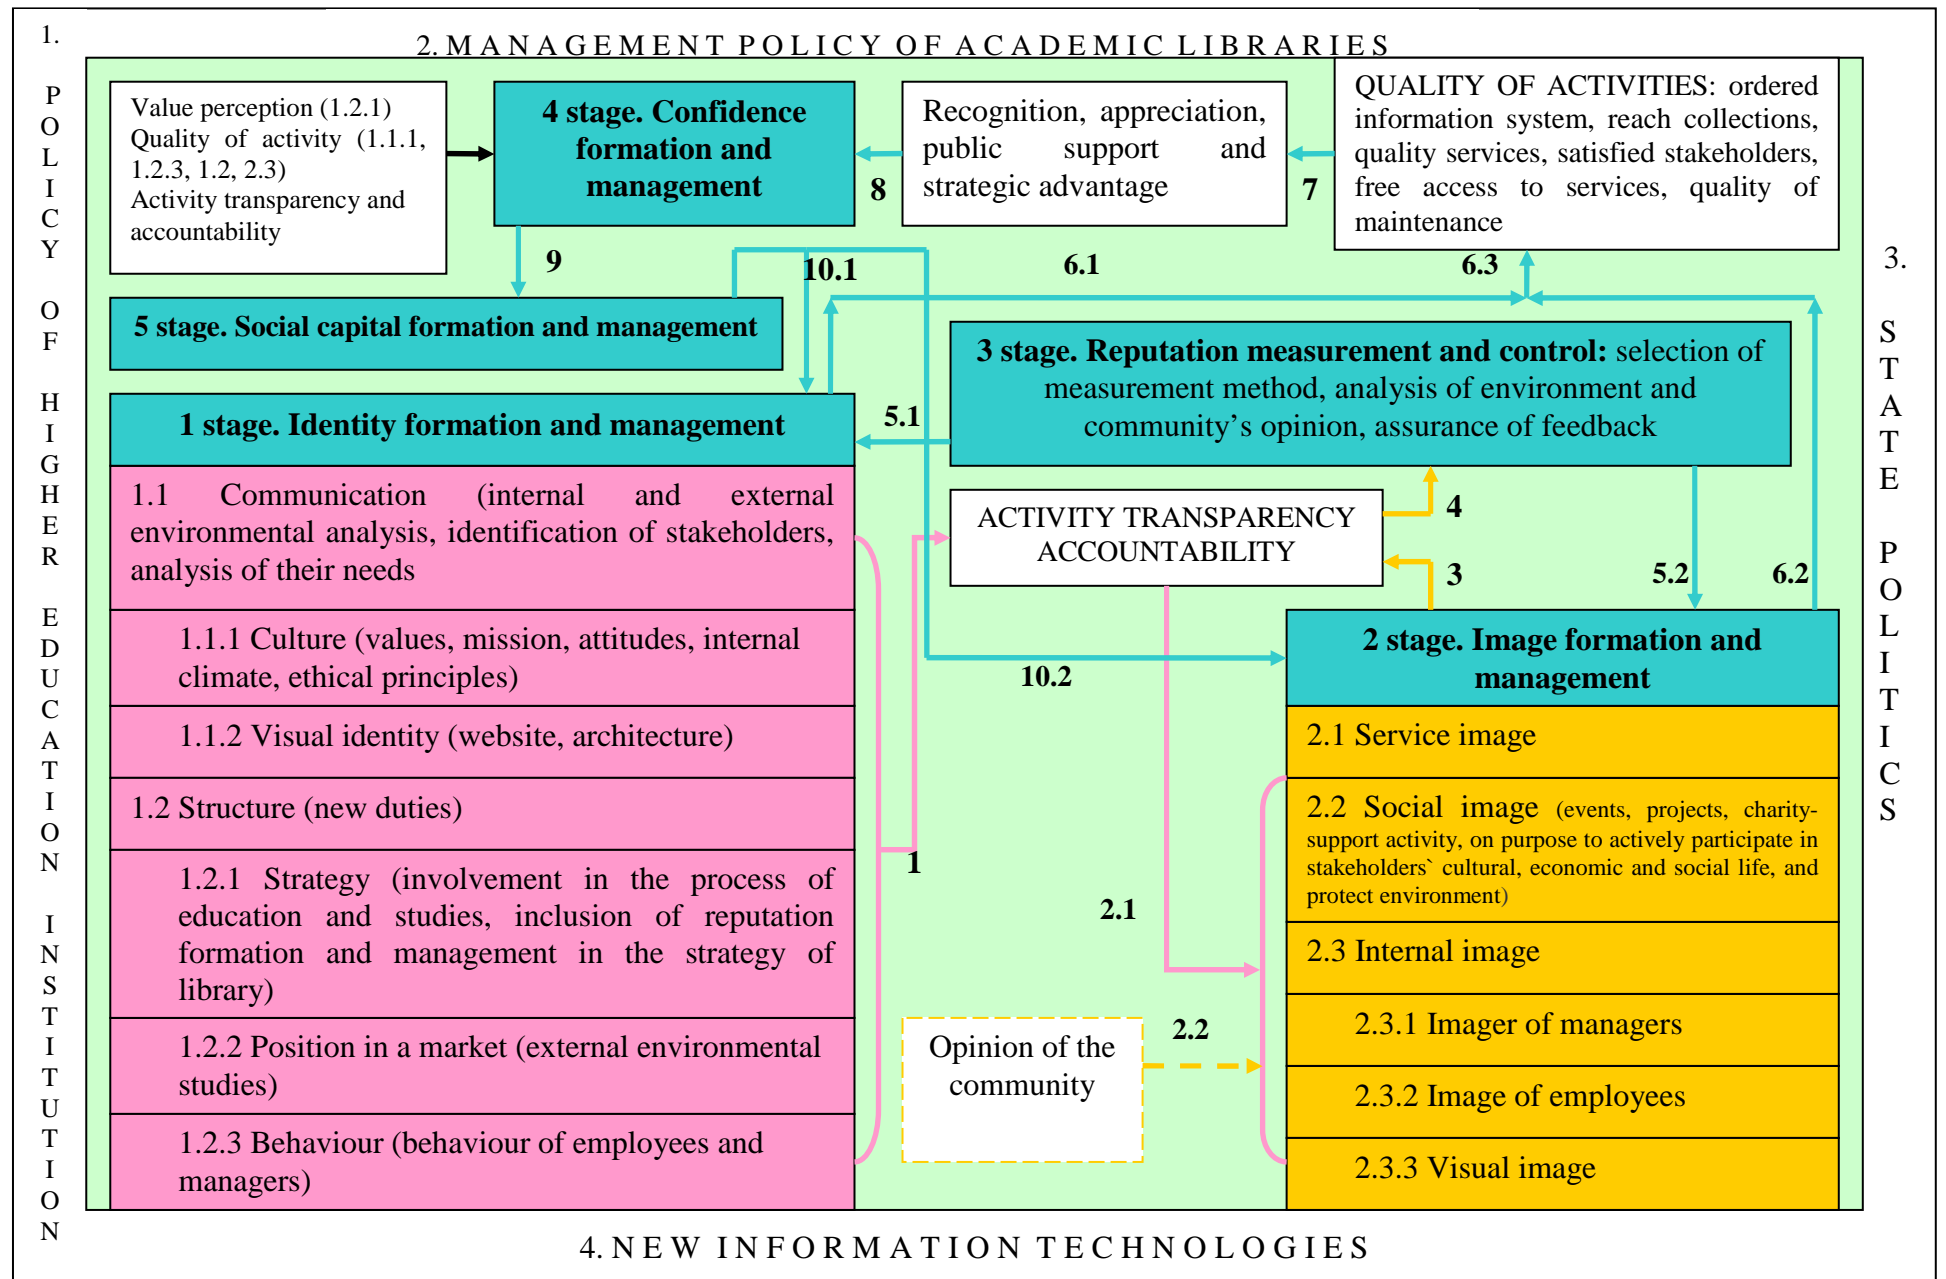 1.
POLICY OF HIGHER EDUCATION INSTITUTION
2. MANAGEMENT POLICY OF ACADEMIC LIBRARIES
Value perception (1.2.1)
Quality of activity (1.1.1,
1.2.3, 1.2, 2.3)
Activity transparency and
accountability
4 stage. Confidence
formation and
management
8
Recognition, appreciation,
public support and
strategic advantage
7
QUALITY OF ACTIVITIES: ordered
information system, reach collections,
quality services, satisfied stakeholders,
free access to services, quality of
maintenance
9
10.1
6.1
6.3
5 stage. Social capital formation and management
3 stage. Reputation measurement and control: selection of
measurement method, analysis of environment and
community's opinion, assurance of feedback
1 stage. Identity formation and management
5.1
1.1 Communication (internal and external
environmental analysis, identification of stakeholders,
analysis of their needs
1.1.1 Culture (values, mission, attitudes, internal
climate, ethical principles)
1.1.2 Visual identity (website, architecture)
1.2 Structure (new duties)
1.2.1 Strategy (involvement in the process of
education and studies, inclusion of reputation
formation and management in the strategy of
library)
1.2.2 Position in a market (external environmental
studies)
1.2.3 Behaviour (behaviour of employees and
managers)
1
ACTIVITY TRANSPARENCY
ACCOUNTABILITY
4
3
5.2
6.2
10.2
2.1
2.2
Opinion of the
community
2 stage. Image formation and
management
2.1 Service image
2.2 Social image (events, projects, charity-
support activity, on purpose to actively participate in
stakeholders` cultural, economic and social life, and
protect environment)
2.3 Internal image
2.3.1 Imager of managers
2.3.2 Image of employees
2.3.3 Visual image
3.
STATE POLITICS
4. NEW INFORMATION TECHNOLOGIES